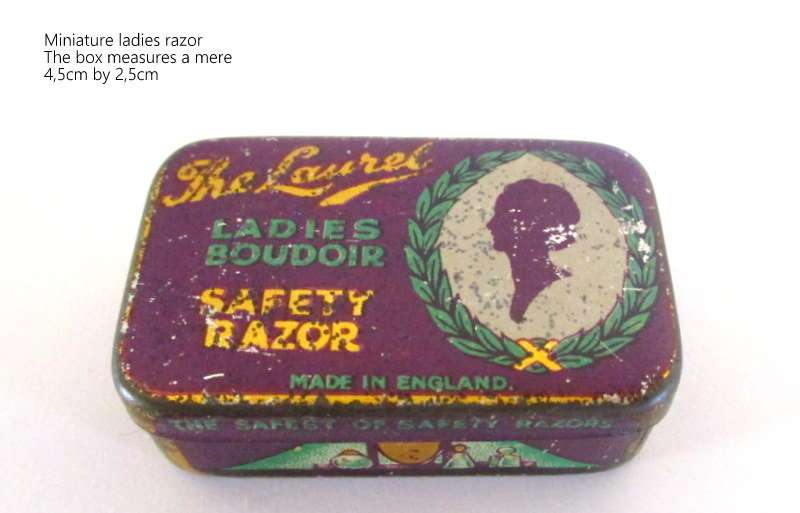 Miniature ladies razor
The box measures a mere
4,5cm by 2,5cm
The Laurel
LADIES
BOUDOIR
SAFETY
RAZOR
MADE IN ENGLAND.
THE SAFEST OF SAFETY RAZORS